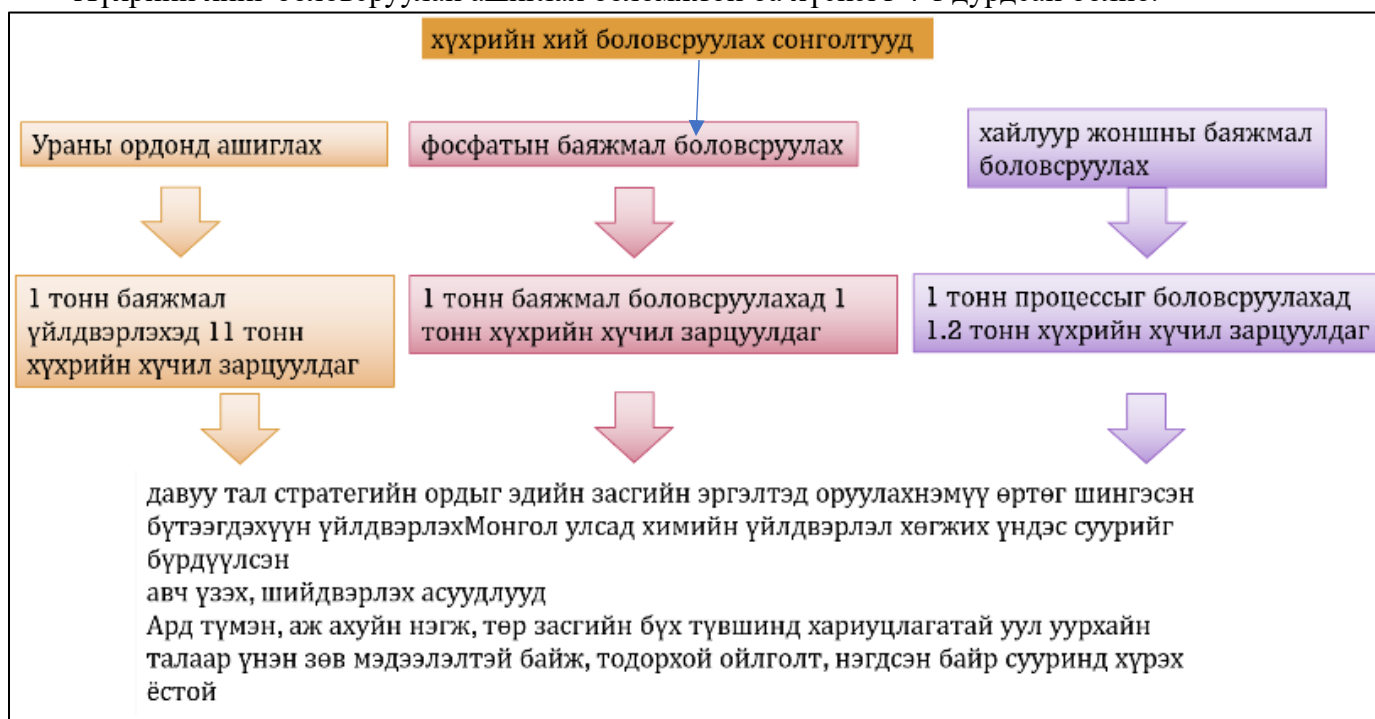 хүхрийн хий боловсруулах сонголтууд
Ураны ордонд ашиглах
фосфатын баяжмал боловсруулах
хайлуур жоншны баяжмал
боловсруулах
1 тонн баяжмал
үйлдвэрлэхэд 11 тонн
хүхрийн хүчил зарцуулдаг
1 тонн баяжмал боловсруулахад 1
тонн хүхрийн хүчил зарцуулдаг
1 тонн процессыг боловсруулахад
1.2 тонн хүхрийн хүчил зарцуулдаг
давуу тал стратегийн ордыг эдийн засгийн эргэлтэд оруулахнэмүү өртөг шингэсэн
бүтээгдэхүүн үйлдвэрлэхМонгол улсад химийн үйлдвэрлэл хөгжих үндэс суурийг
бүрдүүлсэн
авч үзэх, шийдвэрлэх асуудлууд
Ард түмэн, аж ахуйн нэгж, төр засгийн бүх түвшинд хариуцлагатай уул уурхайн
талаар үнэн зөв мэдээлэлтэй байж, тодорхой ойлголт, нэгдсэн байр сууринд хүрэх
ёстой